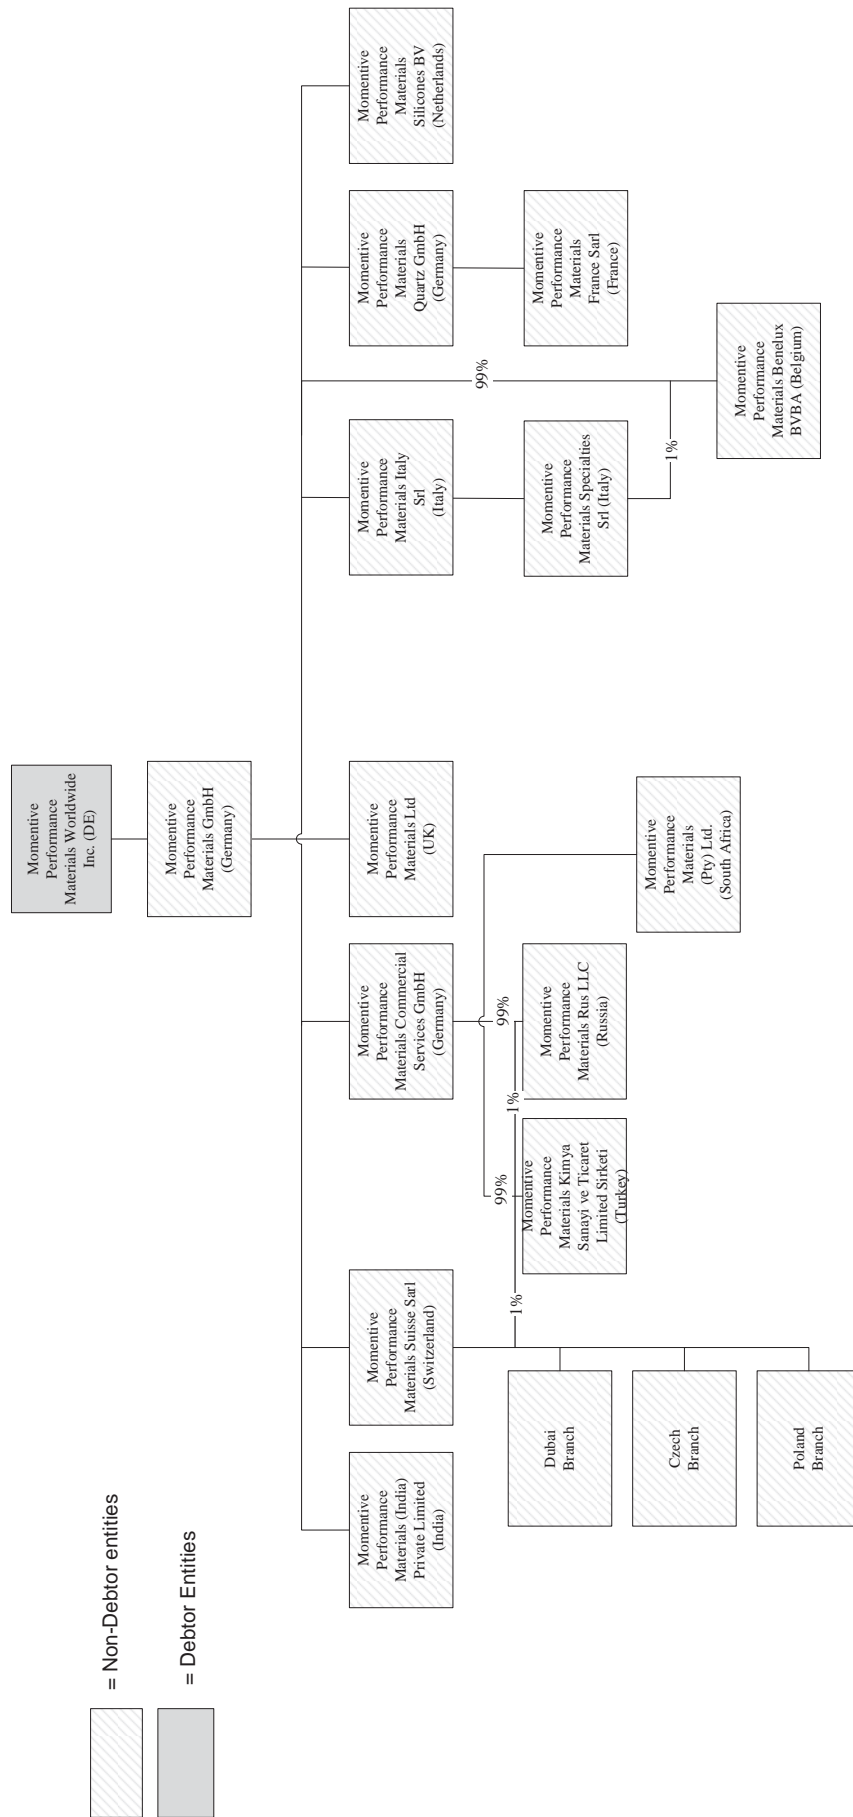 = Non-Debtor entities
= Debtor Entities
Momentive
Performance
Materials Worldwide
Inc. (DE)
Momentive
Performance
Materials GmbH
(Germany)
Momentive
Performance
Materials (India)
Private Limited
(India)
Momentive
Performance
Materials Suisse Sarl
(Switzerland)
Momentive
Performance
Materials Commercial
Services GmbH
(Germany)
Momentive
Performance
Materials Ltd
(UK)
Momentive
Performance
Materials Italy
Srl
(Italy)
Momentive
Performance
Materials
Quartz GmbH
(Germany)
Momentive
Performance
Materials
Silicones BV
(Netherlands)
99%
99%
99%
1%
1%
Dubai
Branch
Momentive
Performance
Materials Kimya
Sanayi ve Ticaret
Limited Sirketi
(Turkey)
Momentive
Performance
Materials Rus LLC
(Russia)
Momentive
Performance
Materials Specialties
Srl (Italy)
Momentive
Performance
Materials
France Sarl
(France)
Czech
Branch
Momentive
Performance
Materials
(Pty) Ltd.
(South Africa)
1%
Poland
Branch
Momentive
Performance
Materials Benelux
BVBA (Belgium)